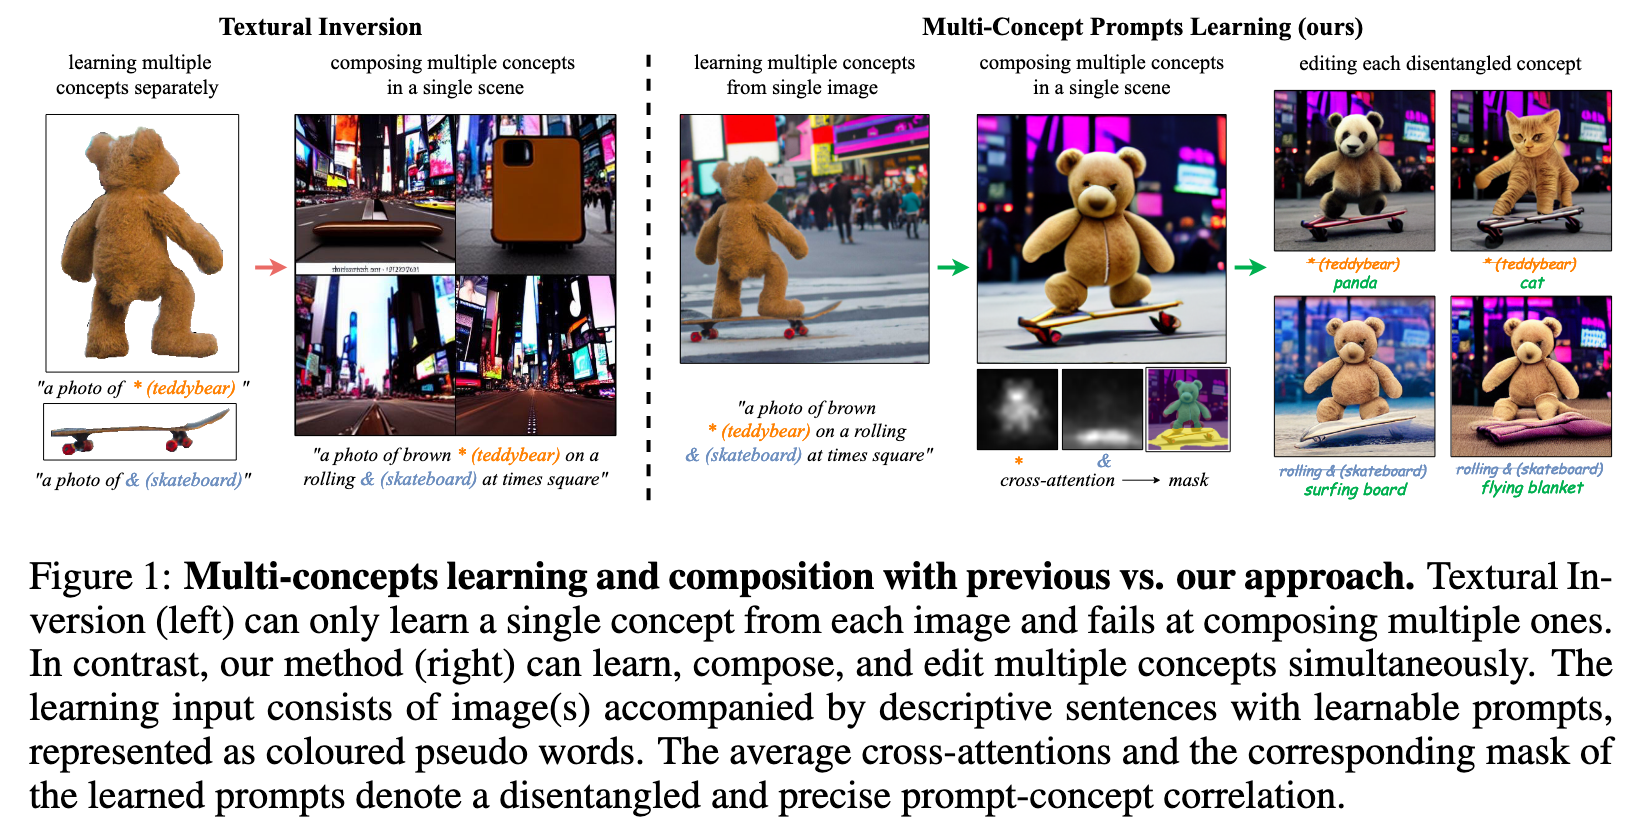 Textural Inversion
learning multiple
concepts separately
"a photo of * (teddybear) "
"a photo of & (skateboard)"
composing multiple concepts
in a single scene
"a photo of brown * (teddybear) on a
rolling & (skateboard) at times square"
Multi-Concept Prompts Learning (ours)
learning multiple concepts
from single image
"a photo of brown
* (teddybear) on a rolling
& (skateboard) at times square"
composing multiple concepts
in a single scene
*
&
cross-attention → mask
editing each disentangled concept
* (teddybear)
panda
* (teddybear)
cat
rolling & (skateboard)
surfing board
rolling & (skateboard)
flying blanket
Figure 1: Multi-concepts learning and composition with previous vs. our approach. Textural In-
version (left) can only learn a single concept from each image and fails at composing multiple ones.
In contrast, our method (right) can learn, compose, and edit multiple concepts simultaneously. The
learning input consists of image(s) accompanied by descriptive sentences with learnable prompts,
represented as coloured pseudo words. The average cross-attentions and the corresponding mask of
the learned prompts denote a disentangled and precise prompt-concept correlation.